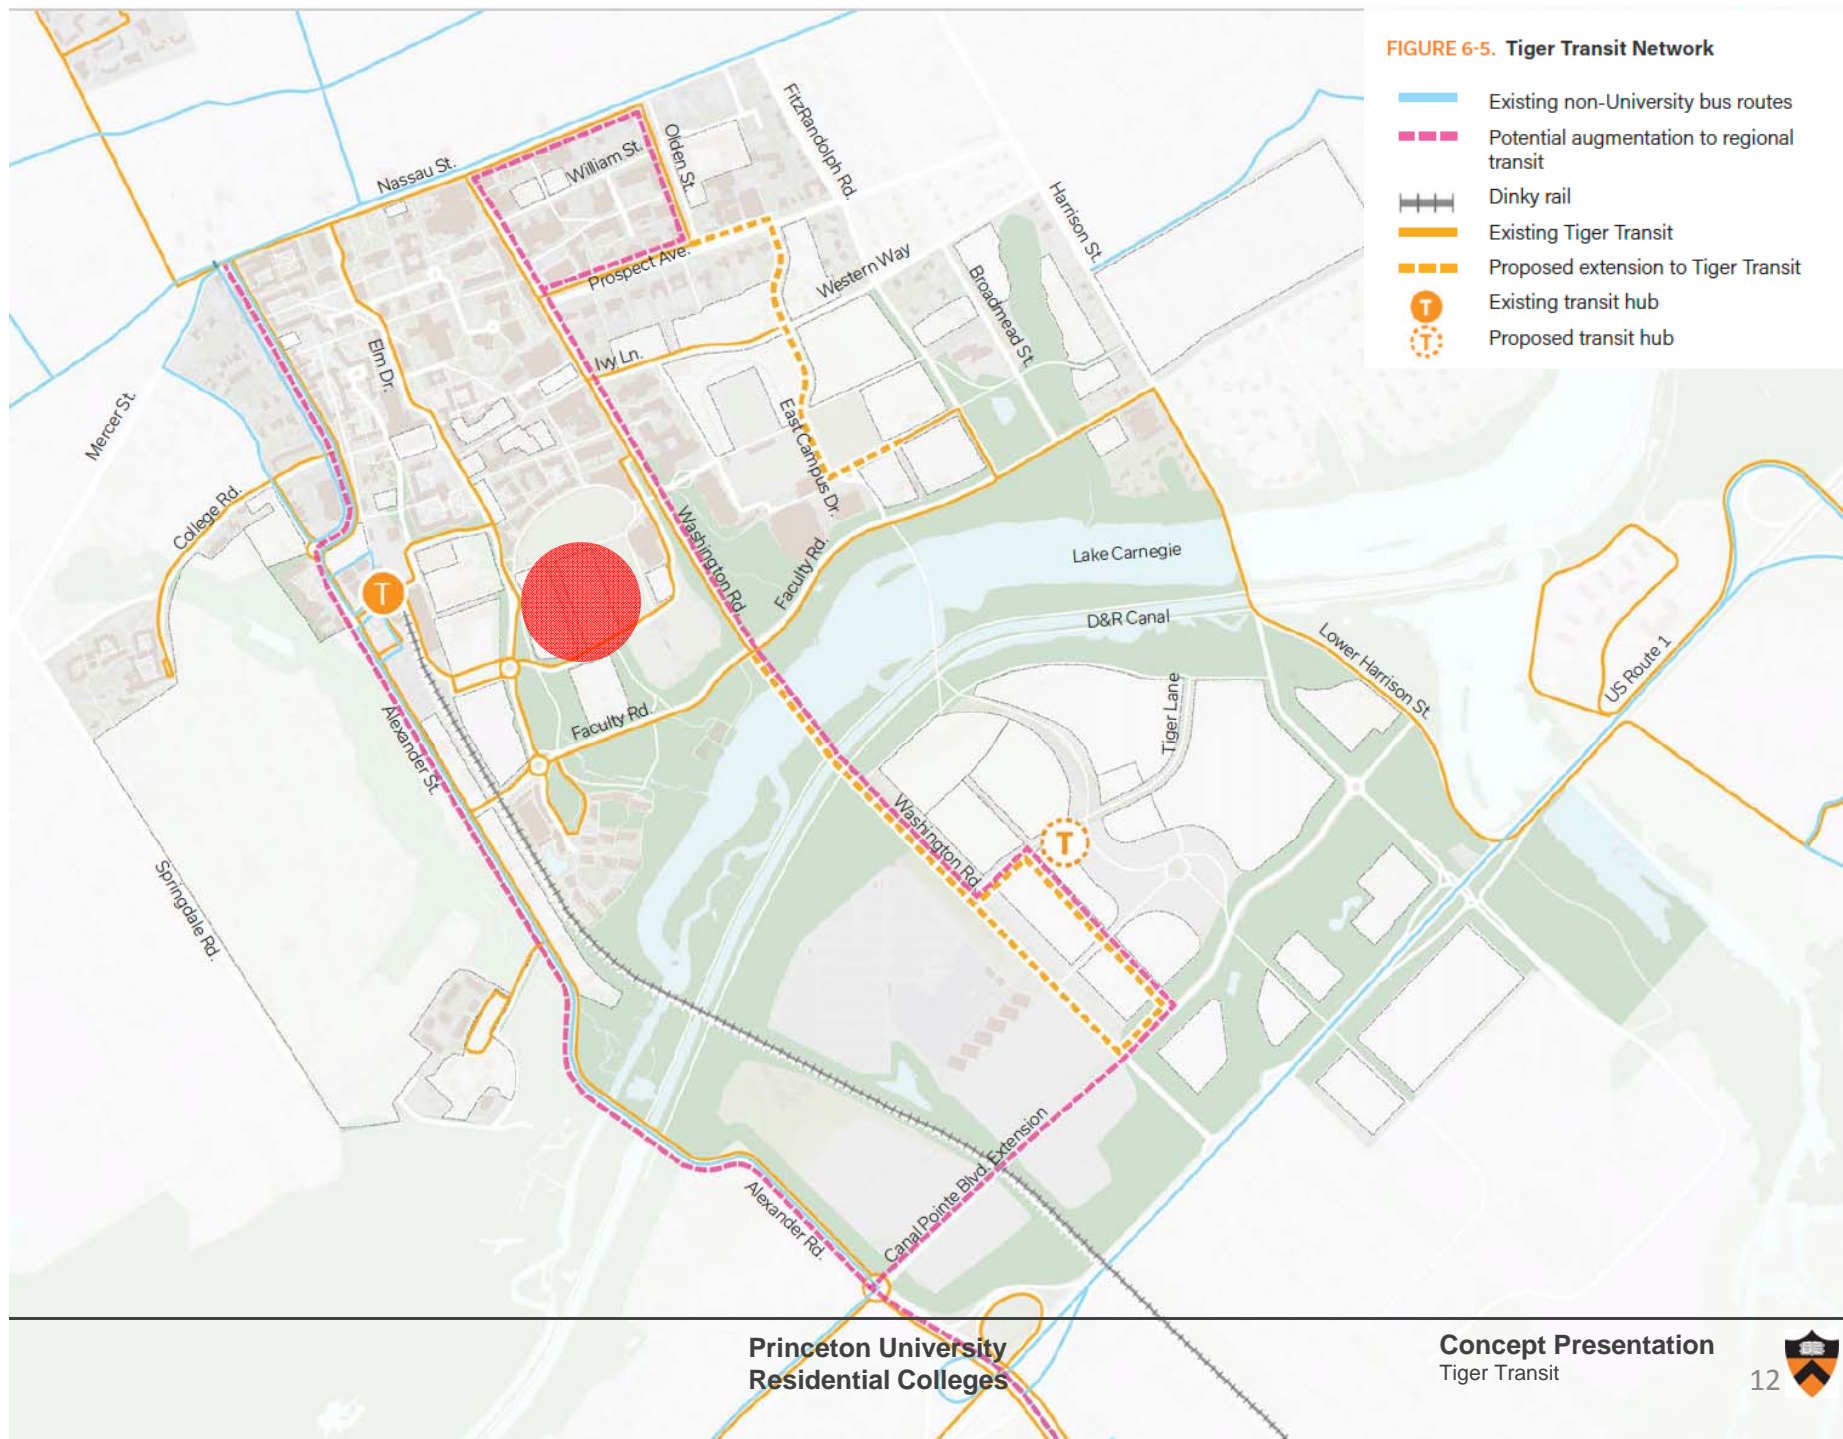 FIGURE 6-5. Tiger Transit Network
Existing non-University bus routes
Potential augmentation to regional
transit
Dinky rail
Existing Tiger Transit
Proposed extension to Tiger Transit
T
Existing transit hub
T
Proposed transit hub
Nassau St.
William St.
Olden St.
FitzRandolph Rd.
Harrison St.
Prospect Ave.
Western Way
Broadmead St.
Elm Dr.
Ivy Ln.
Mercer St.
East Campus Dr.
College Rd.
Washington Rd.
Faculty Rd.
Lake Carnegie
T
D&R Canal
Lower Harrison St.
US Route 1
Tiger Lane
Faculty Rd.
Alexander St.
Washington Rd.
T
Springdale Rd.
Canal Pointe Blvd. Extension
Alexander Rd.
Princeton University
Residential Colleges
Concept Presentation
Tiger Transit
12